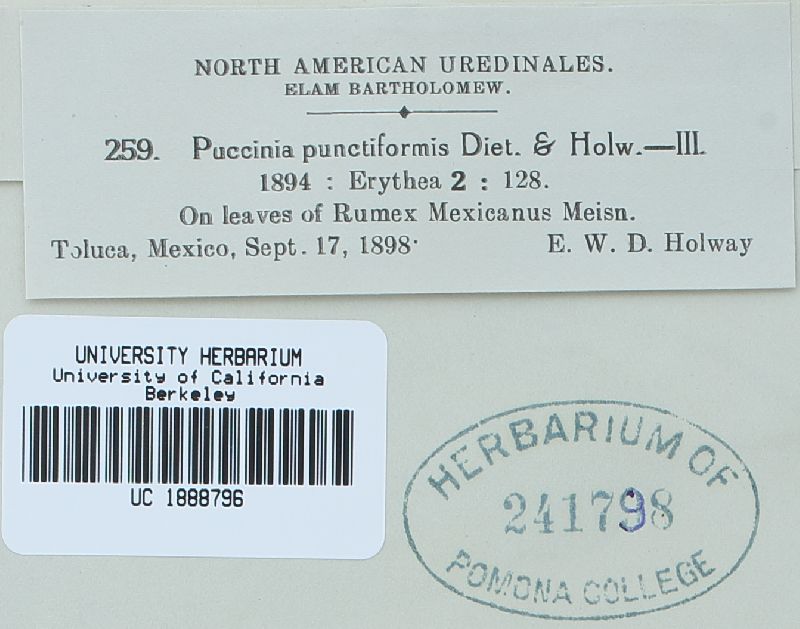 NORTH AMERICAN UREDINALES.
ELAM BARTHOLOMEW.
259. Puccinia punctiformis Diet. & Holw.—III.
1894 : Erythea 2 : 128.
On leaves of Rumex Mexicanus Meisn.
Toluca, Mexico, Sept. 17, 1898· E. W. D. Holway
UNIVERSITY HERBARIUM
University of California
Berkeley
UC 1888796
HERBARIUM OF
241798
POMONA COLLEGE